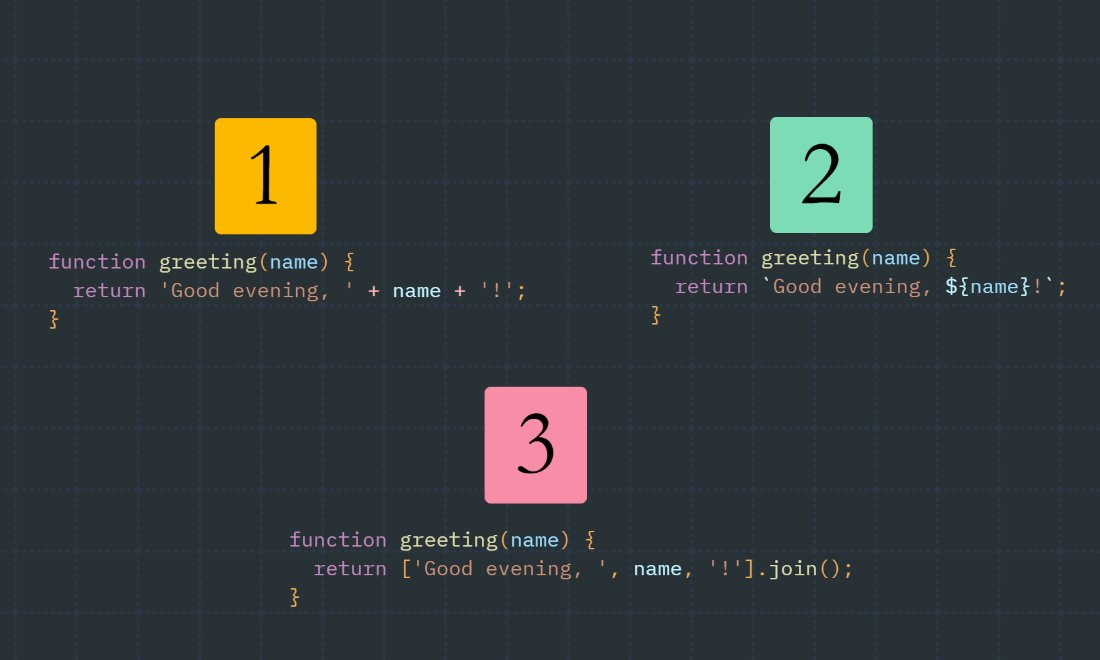 1
function greeting(name) {
  return 'Good evening, ' + name + '!';
}
2
function greeting(name) {
  return `Good evening, ${name}!`;
}
3
function greeting(name) {
  return ['Good evening, ', name, '!'].join();
}